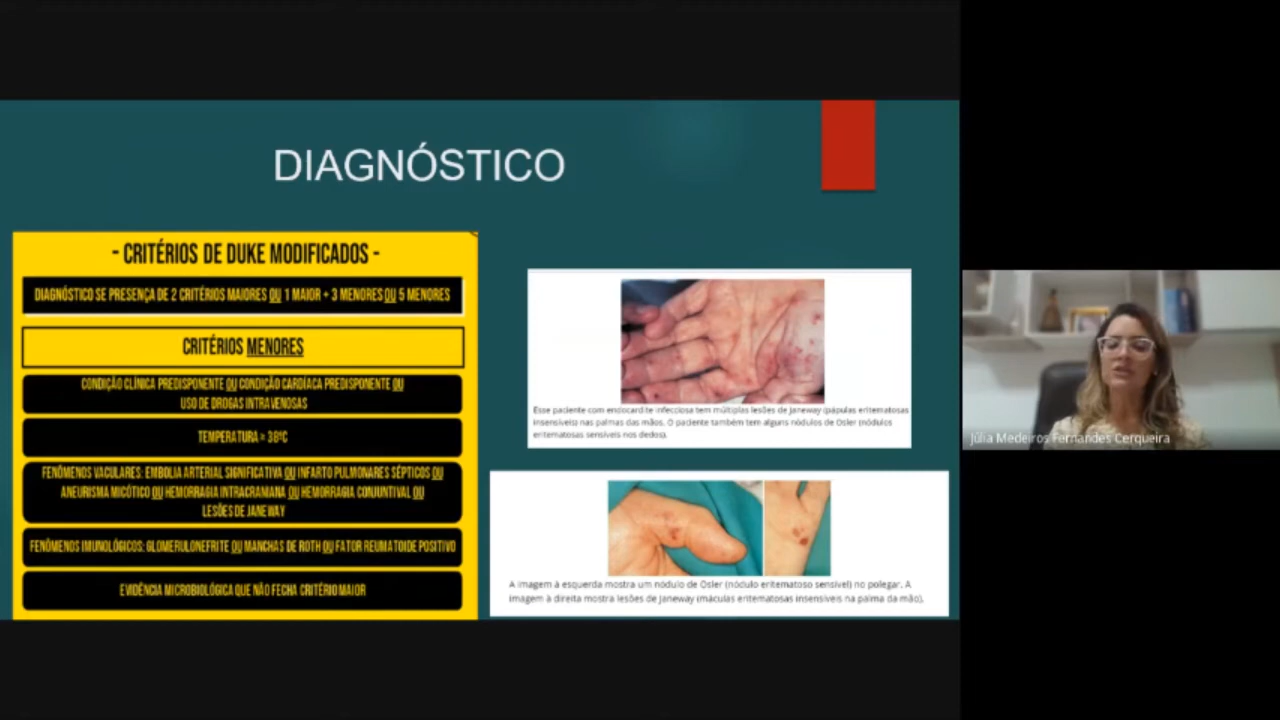 DIAGNÓSTICO
- CRITÉRIOS DE DUKE MODIFICADOS -
DIAGNÓSTICO SE PRESENÇA DE 2 CRITÉRIOS MAIORES OU 1 MAIOR + 3 MENORES OU 5 MENORES
CRITÉRIOS MENORES
CONDIÇÃO CLÍNICA PREDISPONENTE OU CONDIÇÃO CARDÍACA PREDISPONENTE OU
USO DE DROGAS INTRAVENOSAS
TEMPERATURA ≥ 38ºC
FENÔMENOS VACULARES: EMBOLIA ARTERIAL SIGNIFICATIVA OU INFARTO PULMONARES SÉPTICOS OU
ANEURISMA MICÓTICO OU HEMORRAGIA INTRACRANIANA OU HEMORRAGIA CONJUNTIVAL OU
LESÕES DE JANEWAY
FENÔMENOS IMUNOLÓGICOS: GLOMERULONEFRITE OU MANCHAS DE ROTH OU FATOR REUMATOIDE POSITIVO
EVIDÊNCIA MICROBIOLÓGICA QUE NÃO FECHA CRITÉRIO MAIOR
Esse paciente com endocardite infecciosa tem múltiplas lesões de Janeway (pápulas eritematosas
insensíveis) nas palmas das mãos. O paciente também tem alguns nódulos de Osler (nódulos
eritematosas sensíveis nos dedos).
A imagem à esquerda mostra um nódulo de Osler (nódulo eritematoso sensível) no polegar. A
imagem à direita mostra lesões de Janeway (máculas eritematosas insensíveis na palma da mão).
Júlia Medeiros Fernandes Cerqueira